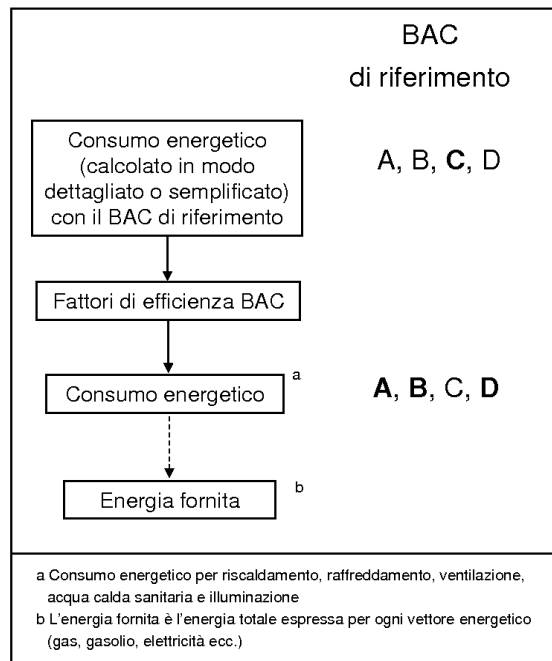 BAC
di riferimento
Consumo energetico
(calcolato in modo
dettagliato o semplificato)
con il BAC di riferimento
A, B, C, D
Fattori di efficienza BAC
Consumo energetico
a
A, B, C, D
Energia fornita
b
a Consumo energetico per riscaldamento, raffreddamento, ventilazione,
acqua calda sanitaria e illuminazione
b L'energia fornita è l'energia totale espressa per ogni vettore energetico
(gas, gasolio, elettricità ecc.)